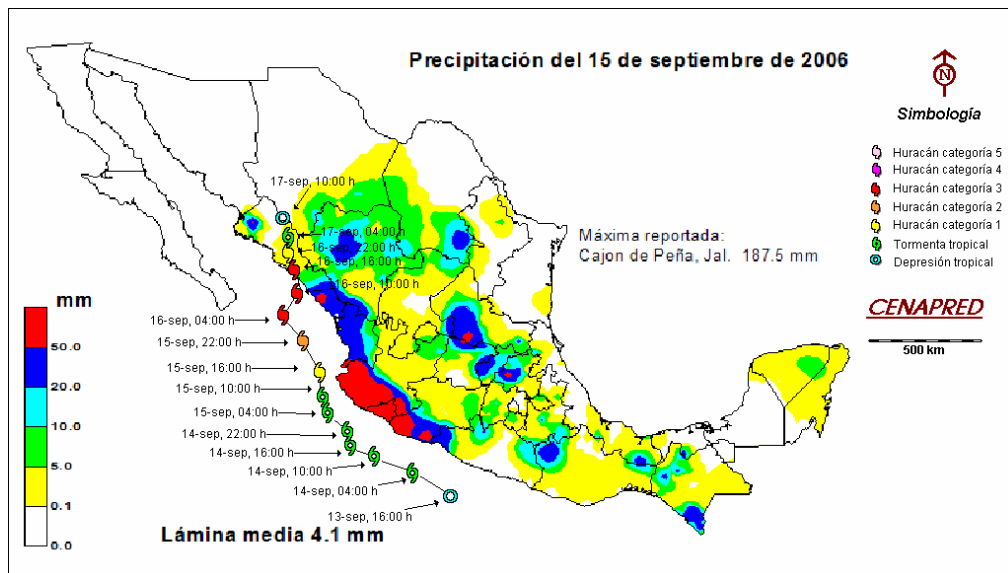 Precipitación del 15 de septiembre de 2006
N
Simbología
Huracán categoría 5
Huracán categoría 4
Huracán categoría 3
Huracán categoría 2
Huracán categoría 1
Tormenta tropical
Depresión tropical
CENAPRED
500 km
Máxima reportada:
Cajon de Peña, Jal. 187.5 mm
17-sep, 10:00 h
17-sep, 04:00 h
16-sep, 22:00 h
16-sep, 16:00 h
16-sep, 10:00 h
16-sep, 04:00 h
15-sep, 22:00 h
15-sep, 16:00 h
15-sep, 10:00 h
15-sep, 04:00 h
14-sep, 22:00 h
14-sep, 16:00 h
14-sep, 10:00 h
14-sep, 04:00 h
13-sep, 16:00 h
mm
50.0
20.0
10.0
5.0
0.1
0.0
Lámina media 4.1 mm